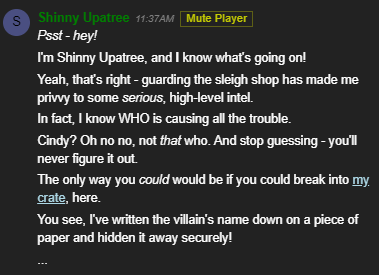 S
Shinny Upatree 11:37AM Mute Player
Psst - hey!
I'm Shinny Upatree, and I know what's going on!
Yeah, that's right - guarding the sleigh shop has made me
privvy to some serious, high-level intel.
In fact, I know WHO is causing all the trouble.
Cindy? Oh no no, not that who. And stop guessing - you'll
never figure it out.
The only way you could would be if you could break into my
crate, here.
You see, I've written the villain's name down on a piece of
paper and hidden it away securely!
...